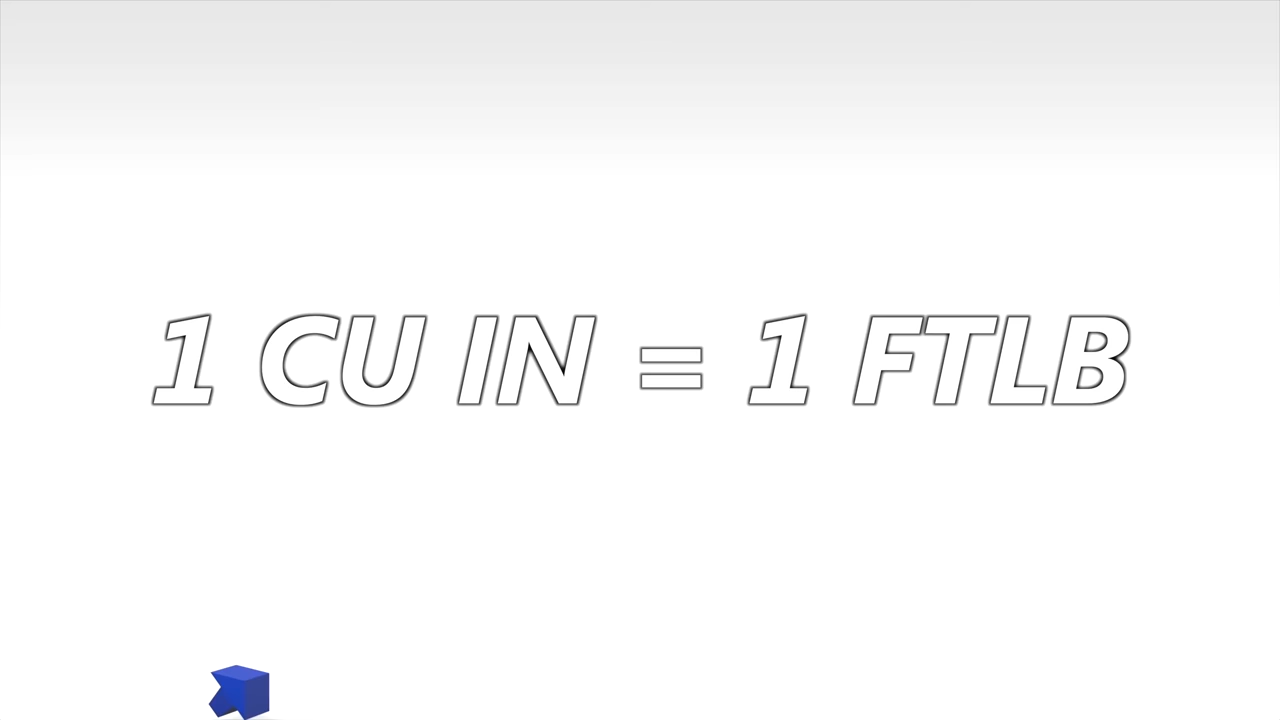 1 CU IN = 1 FTLB